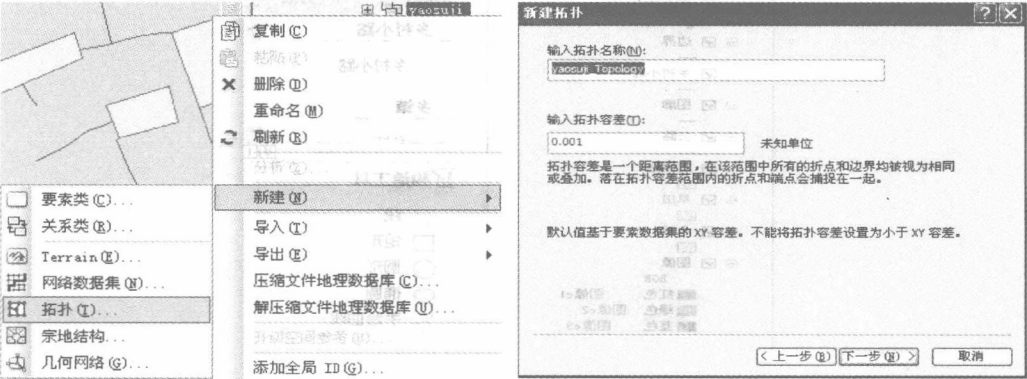 yaosuji
复制(C)
粘贴(P)
删除(D)
重命名(M)
刷新(R)
分析(Z)
新建(N)
导入(T)
导出(E)
压缩文件地理数据库(C)...
解压缩文件地理数据库(U)...
添加全局 ID(G)...
要素类(C)...
关系类(R)...
Terrain(E)...
网络数据集(W)...
拓扑(T)...
宗地结构...
几何网络(G)...
新建拓扑
输入拓扑名称(N):
yaosuji_Topology
输入拓扑容差(T):
0.001 未知单位
拓扑容差是一个距离范围，在该范围中所有的折点和边界均被视为相同
或叠加。落在拓扑容差范围内的折点和端点会捕捉在一起。
默认值基于要素数据集的 XY 容差。不能将拓扑容差设置为小于 XY 容差。
< 上一步(B) 下一步(N) > 取消